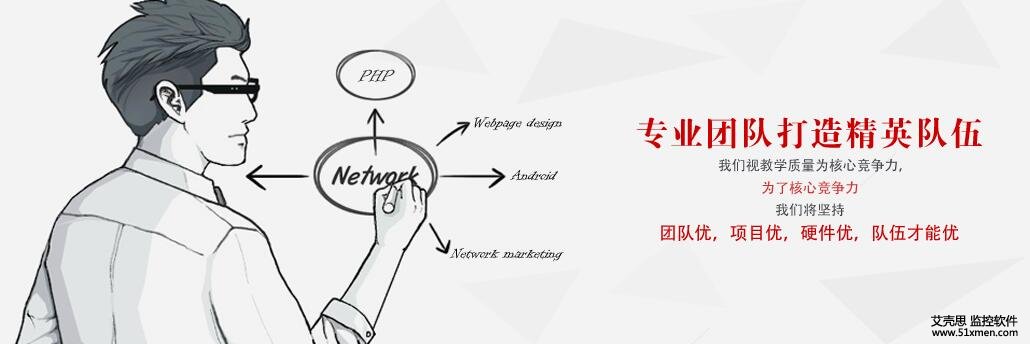 PHP
Webpage design
Network
Android
Network marketing
专业团队打造精英队伍
我们视教学质量为核心竞争力,
为了核心竞争力
我们将坚持
团队优，项目优，硬件优，队伍才能优
艾壳思 监控软件
www.51xmen.com